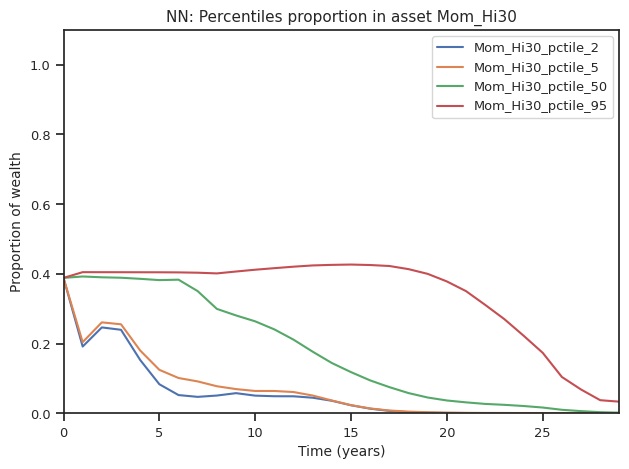 NN: Percentiles proportion in asset Mom_Hi30
Mom_Hi30_pctile_2
Mom_Hi30_pctile_5
Mom_Hi30_pctile_50
Mom_Hi30_pctile_95
Proportion of wealth
1.0
0.8
0.6
0.4
0.2
0.0
0 5 10 15 20 25
Time (years)